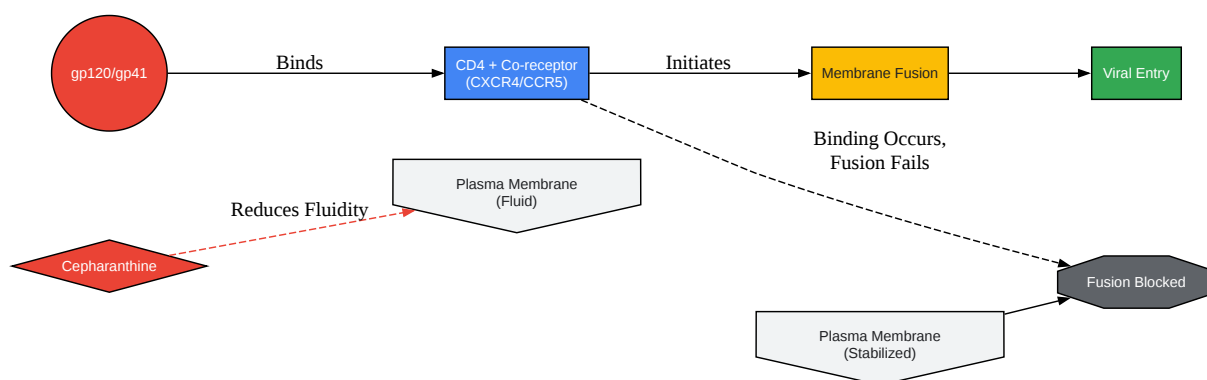 gp120/gp41
Binds
CD4 + Co-receptor
(CXCR4/CCR5)
Initiates
Membrane Fusion
Viral Entry
Binding Occurs,
Fusion Fails
Plasma Membrane
(Fluid)
Reduces Fluidity
Cepharanthine
Fusion Blocked
Plasma Membrane
(Stabilized)